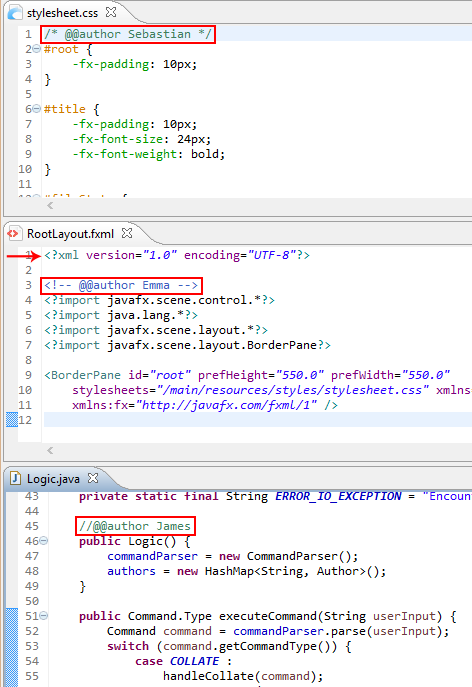 stylesheet.css
1 /* @@author Sebastian */
2 #root {
3 -fx-padding: 10px;
4 }
5
6 #title {
7 -fx-padding: 10px;
8 -fx-font-size: 24px;
9 -fx-font-weight: bold;
10 }
11
RootLayout.fxml
1 <?xml version="1.0" encoding="UTF-8"?>
2
3 <!-- @@author Emma -->
4 <?import javafx.scene.control.*?>
5 <?import java.lang.*?>
6 <?import javafx.scene.layout.*?>
7 <?import javafx.scene.layout.BorderPane?>
8
9 <BorderPane id="root" prefHeight="550.0" prefWidth="550.0"
10 stylesheets="/main/resources/styles/stylesheet.css" xmlns
11 xmlns:fx="http://javafx.com/fxml/1" />
12
Logic.java
43 private static final String ERROR_IO_EXCEPTION = "Encoun
44
45 //@@author James
46 public Logic() {
47 commandParser = new CommandParser();
48 authors = new HashMap<String, Author>();
49 }
50
51 public Command.Type executeCommand(String userInput) {
52 Command command = commandParser.parse(userInput);
53 switch (command.getCommandType()) {
54 case COLLATE :
55 handleCollate(command);